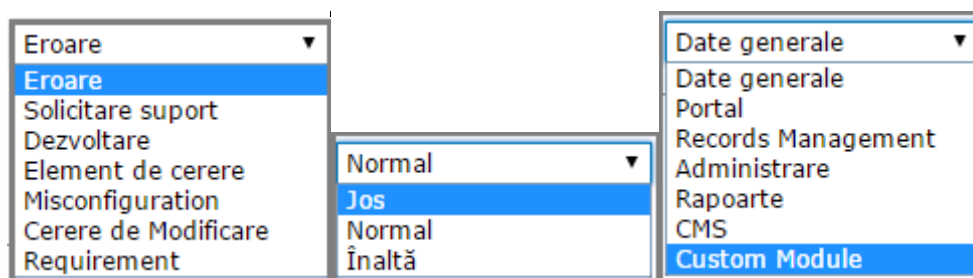 Eroare
Eroare
Solicitare suport
Dezvoltare
Element de cerere
Misconfiguration
Cerere de Modificare
Requirement
Normal
Jos
Normal
Înaltă
Date generale
Date generale
Portal
Records Management
Administrare
Rapoarte
CMS
Custom Module